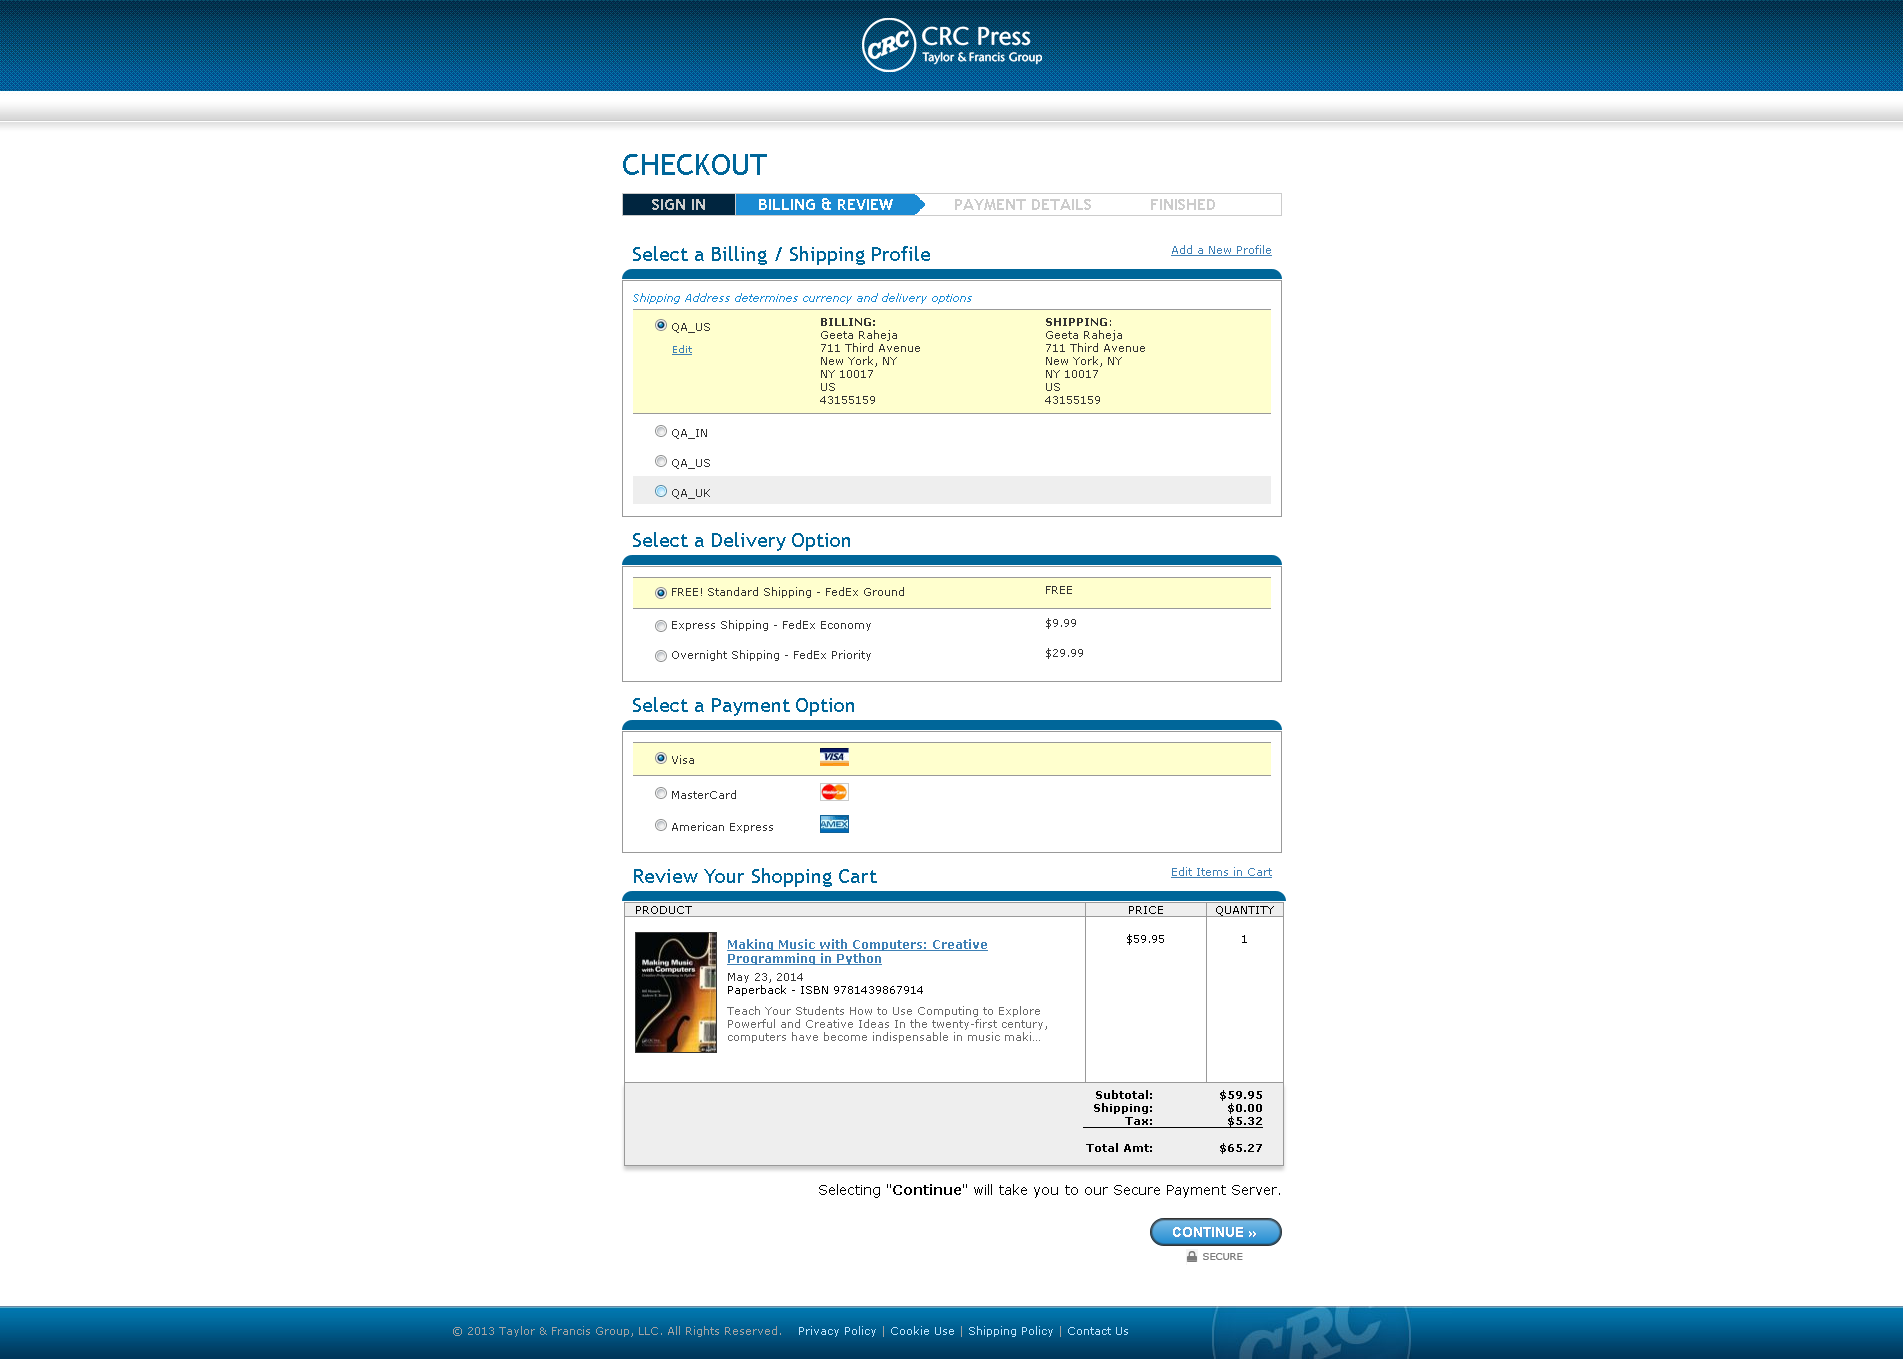 CRC
CRC Press
Taylor & Francis Group
CHECKOUT
SIGN IN BILLING & REVIEW PAYMENT DETAILS FINISHED
Select a Billing / Shipping Profile Add a New Profile
Shipping Address determines currency and delivery options
QA_US
Edit
BILLING:
Geeta Raheja
711 Third Avenue
New York, NY
NY 10017
US
43155159
SHIPPING:
Geeta Raheja
711 Third Avenue
New York, NY
NY 10017
US
43155159
QA_IN
QA_US
QA_UK
Select a Delivery Option
FREE! Standard Shipping - FedEx Ground FREE
Express Shipping - FedEx Economy $9.99
Overnight Shipping - FedEx Priority $29.99
Select a Payment Option
Visa VISA
MasterCard MasterCard
American Express AMEX
Review Your Shopping Cart Edit Items in Cart
PRODUCT PRICE QUANTITY
Making Music
with Computers
Making Music with Computers: Creative
Programming in Python
May 23, 2014
Paperback - ISBN 9781439867914
Teach Your Students How to Use Computing to Explore
Powerful and Creative Ideas In the twenty-first century,
computers have become indispensable in music maki...
$59.95 1
Subtotal: $59.95
Shipping: $0.00
Tax: $5.32
Total Amt: $65.27
Selecting "Continue" will take you to our Secure Payment Server.
CONTINUE »
SECURE
© 2013 Taylor & Francis Group, LLC. All Rights Reserved. Privacy Policy | Cookie Use | Shipping Policy | Contact Us
CRC